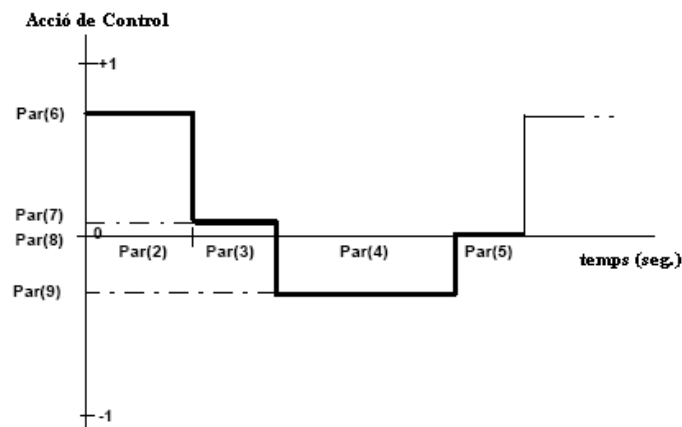 Acció de Control
+1
Par(6)
Par(7)
0
Par(8)
Par(2) Par(3) Par(4) Par(5)
temps (seg.)
Par(9)
-1